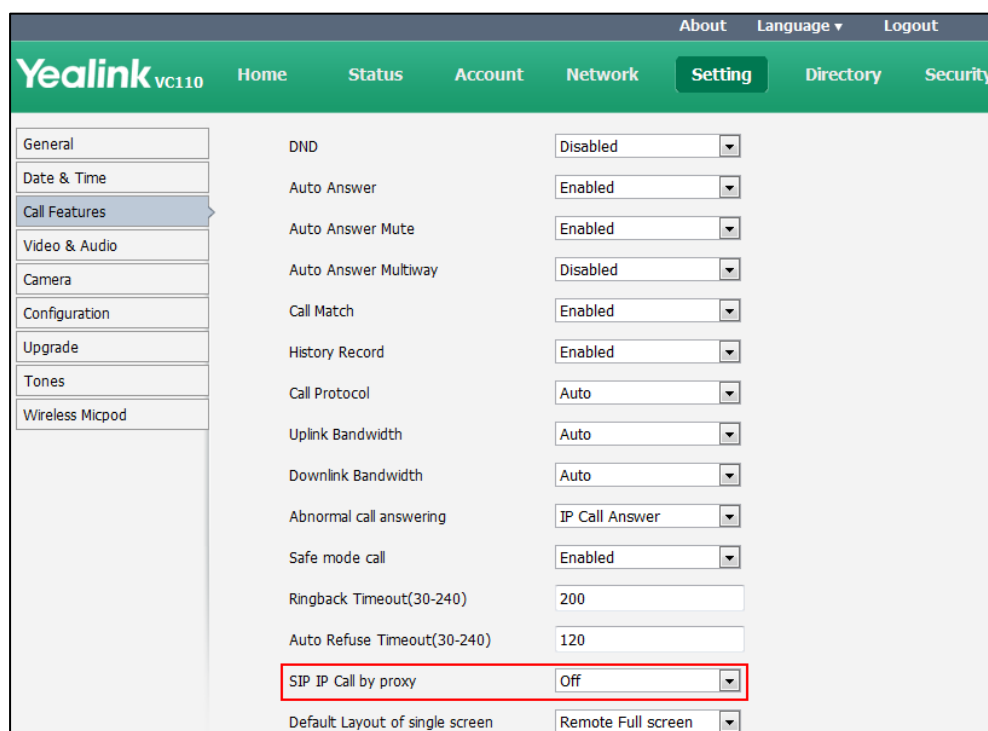 About Language ▾ Logout
Yealink VC110 Home Status Account Network Setting Directory Security
General
Date & Time
Call Features
Video & Audio
Camera
Configuration
Upgrade
Tones
Wireless Micpod
DND Disabled
Auto Answer Enabled
Auto Answer Mute Enabled
Auto Answer Multiway Disabled
Call Match Enabled
History Record Enabled
Call Protocol Auto
Uplink Bandwidth Auto
Downlink Bandwidth Auto
Abnormal call answering IP Call Answer
Safe mode call Enabled
Ringback Timeout(30-240) 200
Auto Refuse Timeout(30-240) 120
SIP IP Call by proxy Off
Default Layout of single screen Remote Full screen